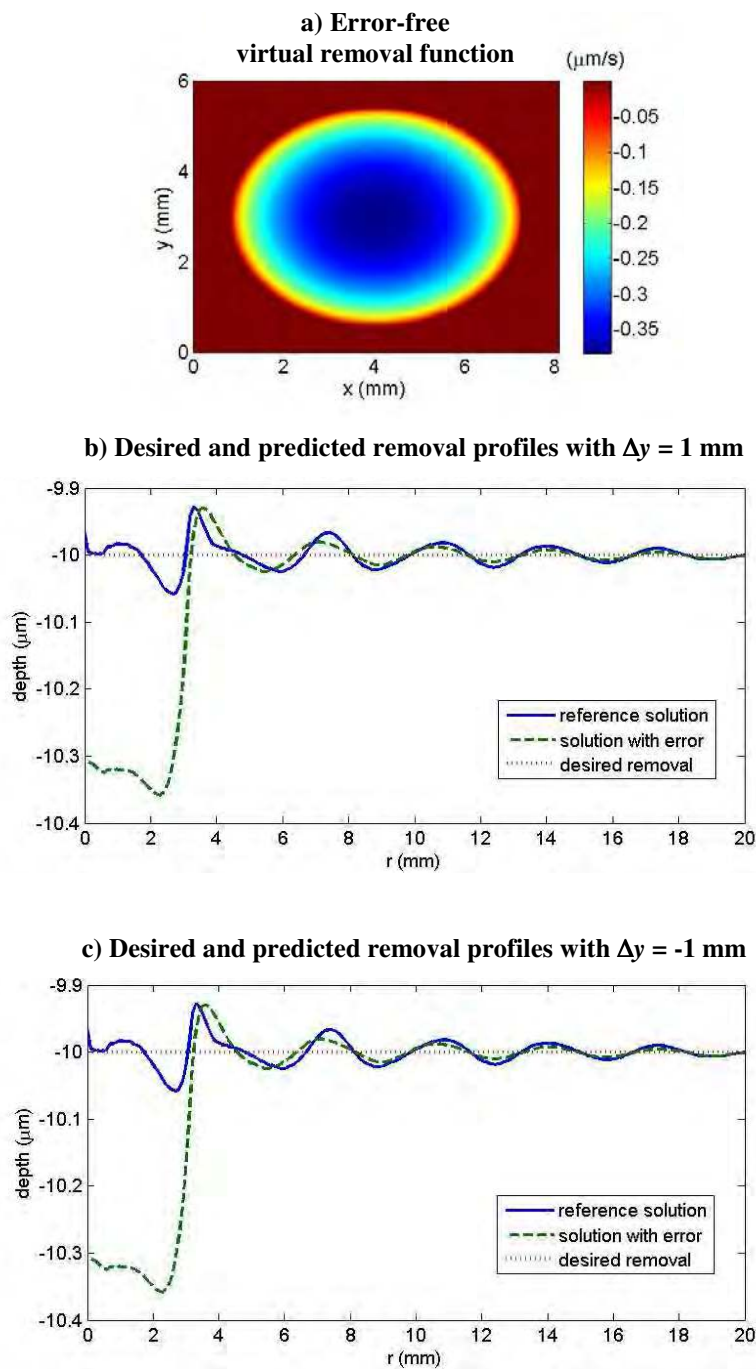 a) Error-free
virtual removal function
(μm/s)
6
4
2
0
y (mm)
0 2 4 6 8
x (mm)
-0.05
-0.1
-0.15
-0.2
-0.25
-0.3
-0.35
b) Desired and predicted removal profiles with Δy = 1 mm
-9.9
-10
-10.1
-10.2
-10.3
-10.4
depth (μm)
reference solution
solution with error
desired removal
0 2 4 6 8 10 12 14 16 18 20
r (mm)
c) Desired and predicted removal profiles with Δy = -1 mm
-9.9
-10
-10.1
-10.2
-10.3
-10.4
depth (μm)
reference solution
solution with error
desired removal
0 2 4 6 8 10 12 14 16 18 20
r (mm)